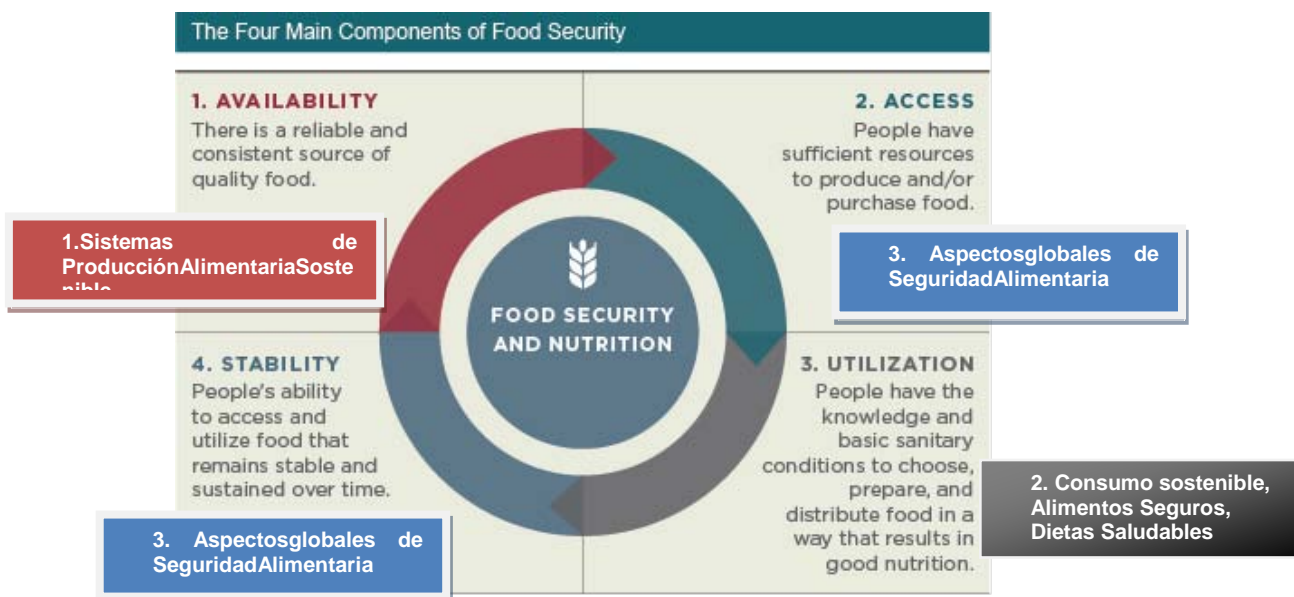 The Four Main Components of Food Security
1. AVAILABILITY
There is a reliable and
consistent source of
quality food.
2. ACCESS
People have
sufficient resources
to produce and/or
purchase food.
1.Sistemas de
ProducciónAlimentariaSoste
3. Aspectosglobales de
SeguridadAlimentaria
FOOD SECURITY
AND NUTRITION
4. STABILITY
People's ability
to access and
utilize food that
remains stable and
sustained over time.
3. UTILIZATION
People have the
knowledge and
basic sanitary
conditions to choose,
prepare, and
distribute food in a
way that results in
good nutrition.
2. Consumo sostenible,
Alimentos Seguros,
Dietas Saludables
3. Aspectosglobales de
SeguridadAlimentaria